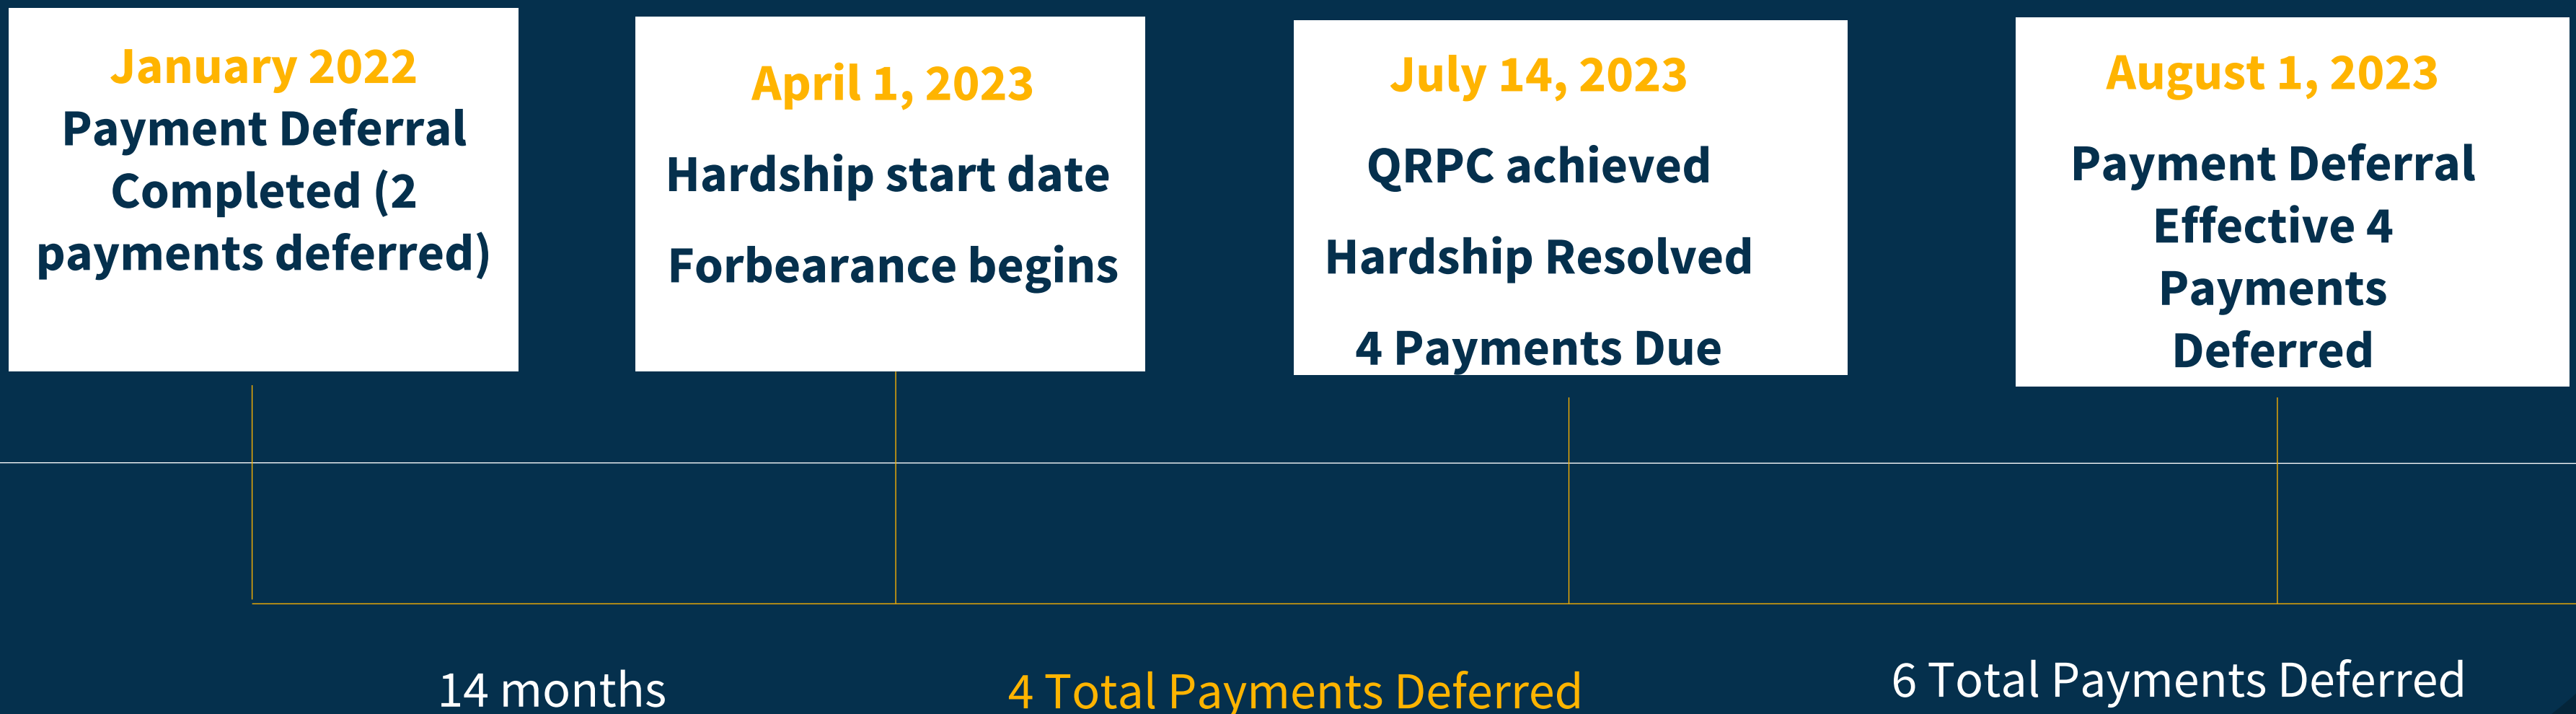 January 2022
Payment Deferral
Completed (2
payments deferred)
April 1, 2023
Hardship start date
Forbearance begins
July 14, 2023
QRPC achieved
Hardship Resolved
4 Payments Due
August 1, 2023
Payment Deferral
Effective 4
Payments
Deferred
14 months
4 Total Payments Deferred
6 Total Payments Deferred